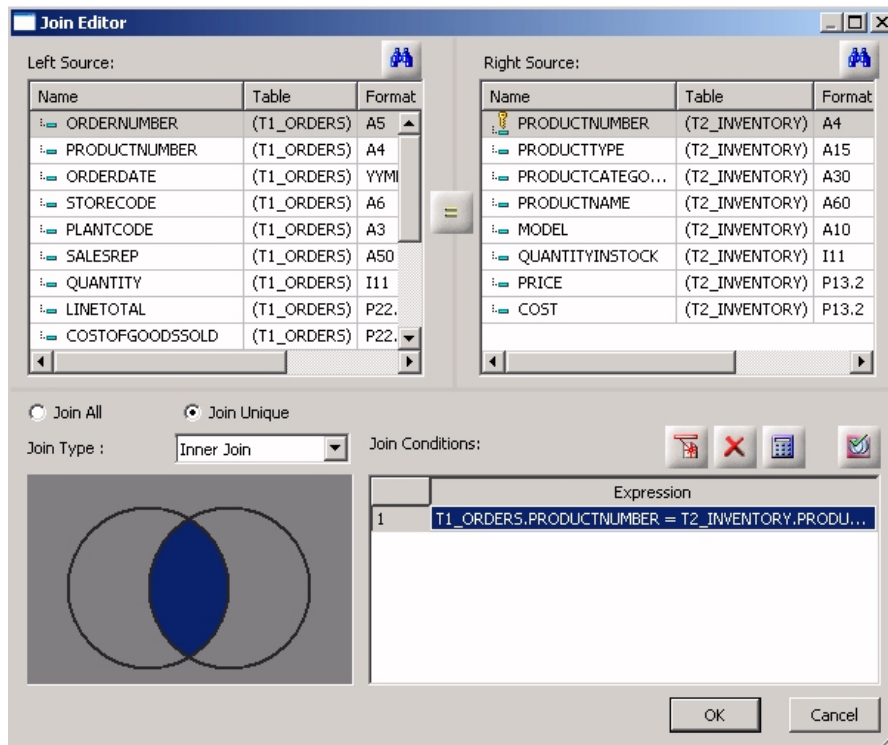 Join Editor
Left Source:
Name Table Format
ORDERNUMBER (T1_ORDERS) A5
PRODUCTNUMBER (T1_ORDERS) A4
ORDERDATE (T1_ORDERS) YYM
STORECODE (T1_ORDERS) A6
PLANTCODE (T1_ORDERS) A3
SALESREP (T1_ORDERS) A50
QUANTITY (T1_ORDERS) I11
LINETOTAL (T1_ORDERS) P22.
COSTOFGOODSSOLD (T1_ORDERS) P22.
=
Right Source:
Name Table Format
PRODUCTNUMBER (T2_INVENTORY) A4
PRODUCTTYPE (T2_INVENTORY) A15
PRODUCTCATEGO... (T2_INVENTORY) A30
PRODUCTNAME (T2_INVENTORY) A60
MODEL (T2_INVENTORY) A10
QUANTITYINSTOCK (T2_INVENTORY) I11
PRICE (T2_INVENTORY) P13.2
COST (T2_INVENTORY) P13.2
Join All Join Unique
Join Type : Inner Join
Join Conditions:
Expression
1 T1_ORDERS.PRODUCTNUMBER = T2_INVENTORY.PRODU...
OK Cancel